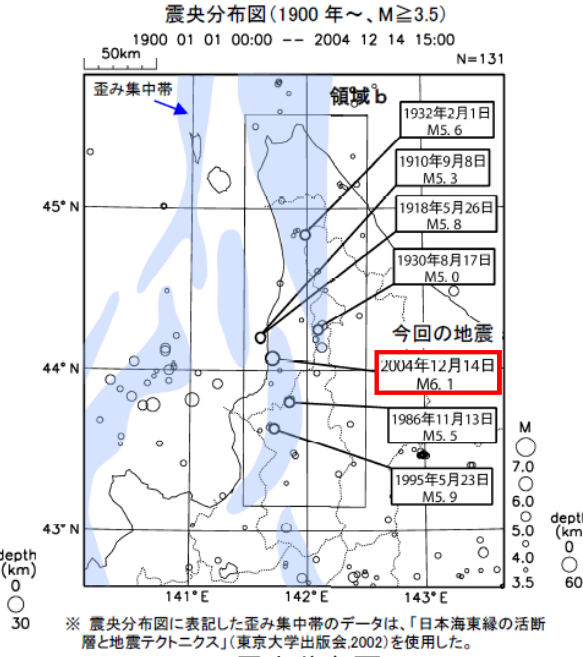 震央分布図(1900 年～、M≧3.5)
1900 01 01 00:00 -- 2004 12 14 15:00
50km
N=131
歪み集中帯
領域b
1932年2月1日
M5. 6
1910年9月8日
M5. 3
1918年5月26日
M5. 8
1930年8月17日
M5. 0
今回の地震
2004年12月14日
M6. 1
1986年11月13日
M5. 5
1995年5月23日
M5. 9
45°N
44°N
43°N
141°E
142°E
143°E
M
7.0
6.0
5.0
4.0
3.5
depth
(km)
0
30
depth
(km)
0
60
※ 震央分布図に表記した歪み集中帯のデータは、「日本海東縁の活断
層と地震テクトニクス」(東京大学出版会,2002)を使用した。